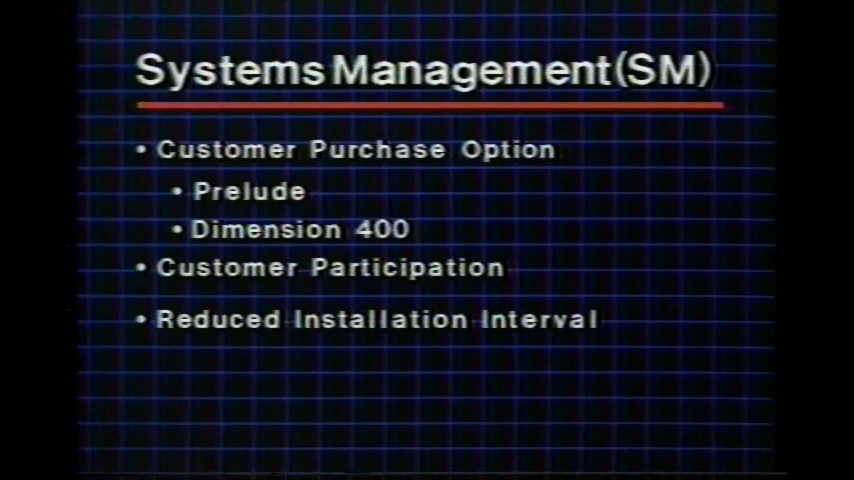 Systems Management(SM)
• Customer Purchase Option
• Prelude
• Dimension 400
• Customer Participation
• Reduced Installation Interval